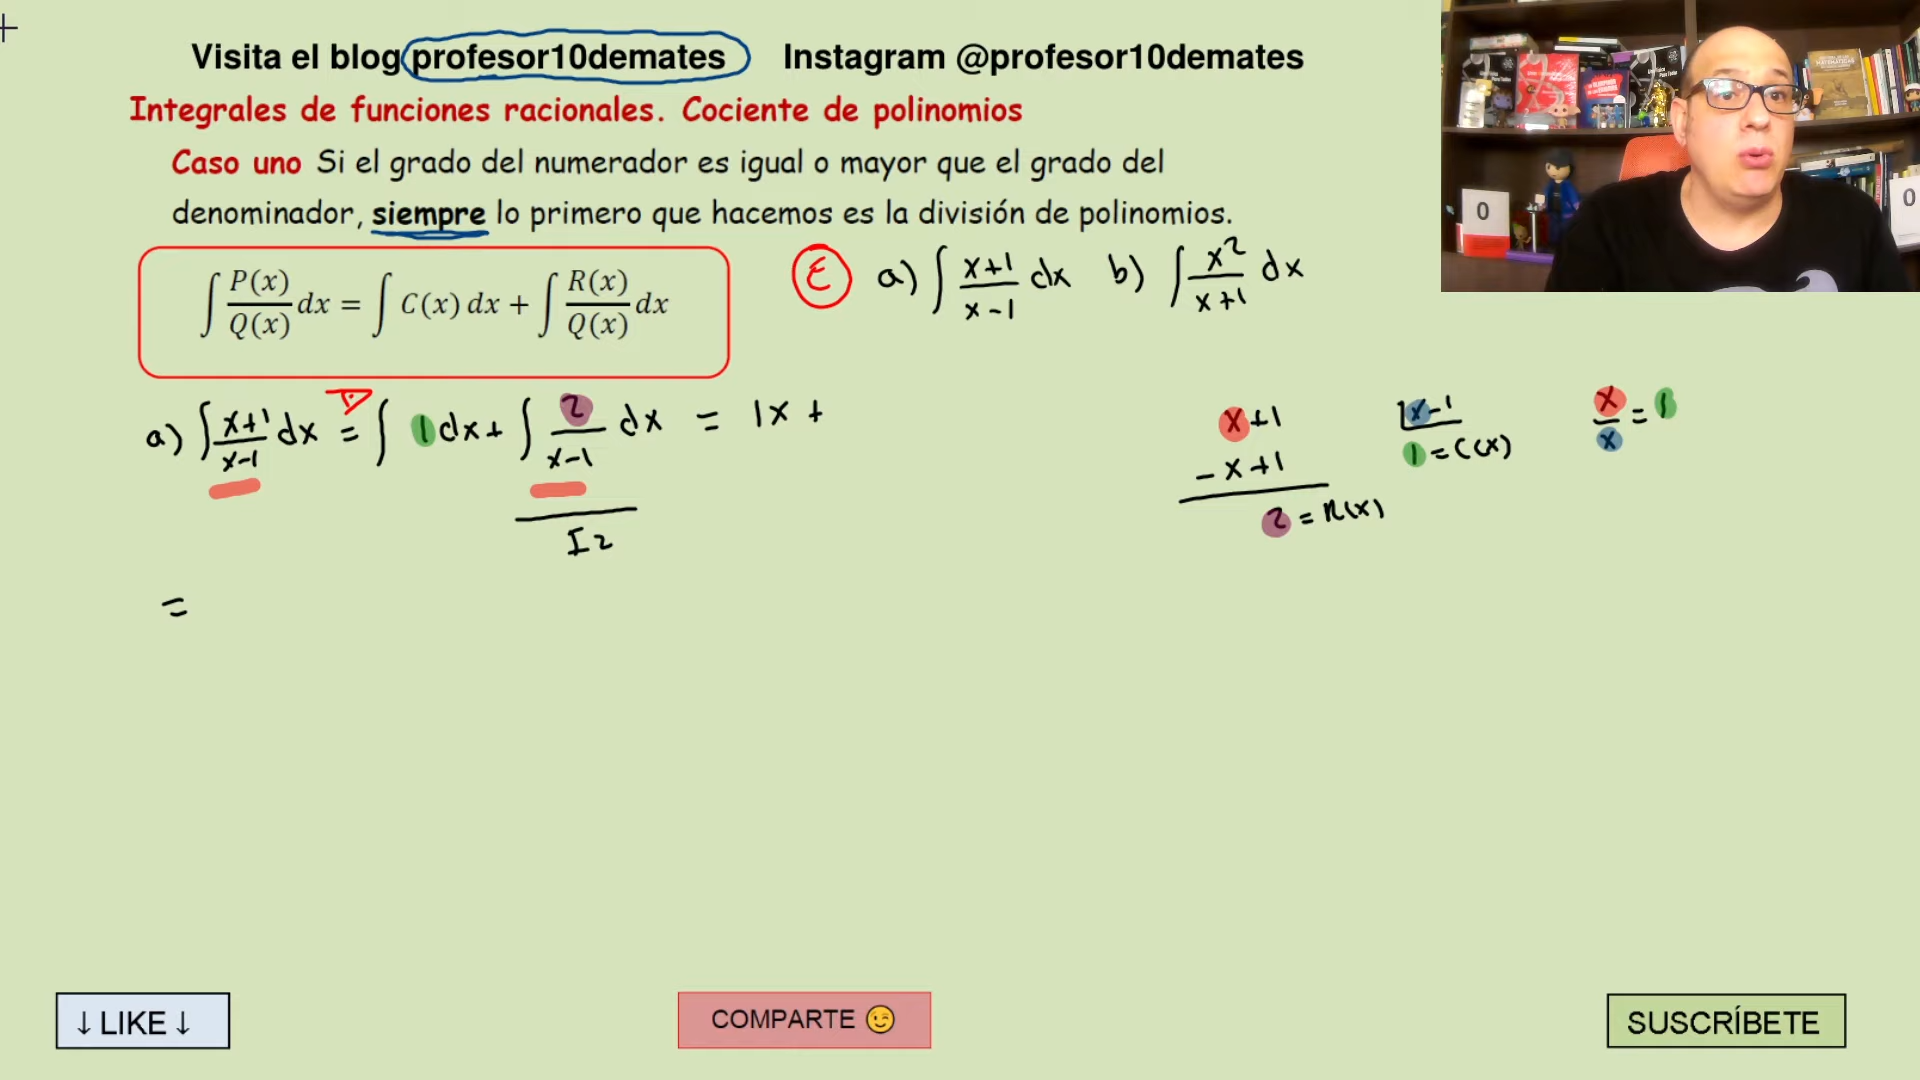 Visita el blog profesor10demates Instagram @profesor10demates
Integrales de funciones racionales. Cociente de polinomios
Caso uno Si el grado del numerador es igual o mayor que el grado del
denominador, siempre lo primero que hacemos es la división de polinomios.
∫ P(x)/Q(x) dx = ∫ C(x) dx + ∫ R(x)/Q(x) dx
E a) ∫ x+1/x-1 dx b) ∫ x²/x+1 dx
a) ∫ x+1/x-1 dx = ∫ 1 dx + ∫ 2/x-1 dx = 1x +
I2
=
x+1 x-1
-x+1 1 = C(x)
2 = R(x)
x/x = 1
0
0
↓ LIKE ↓
COMPARTE 😉
SUSCRÍBETE